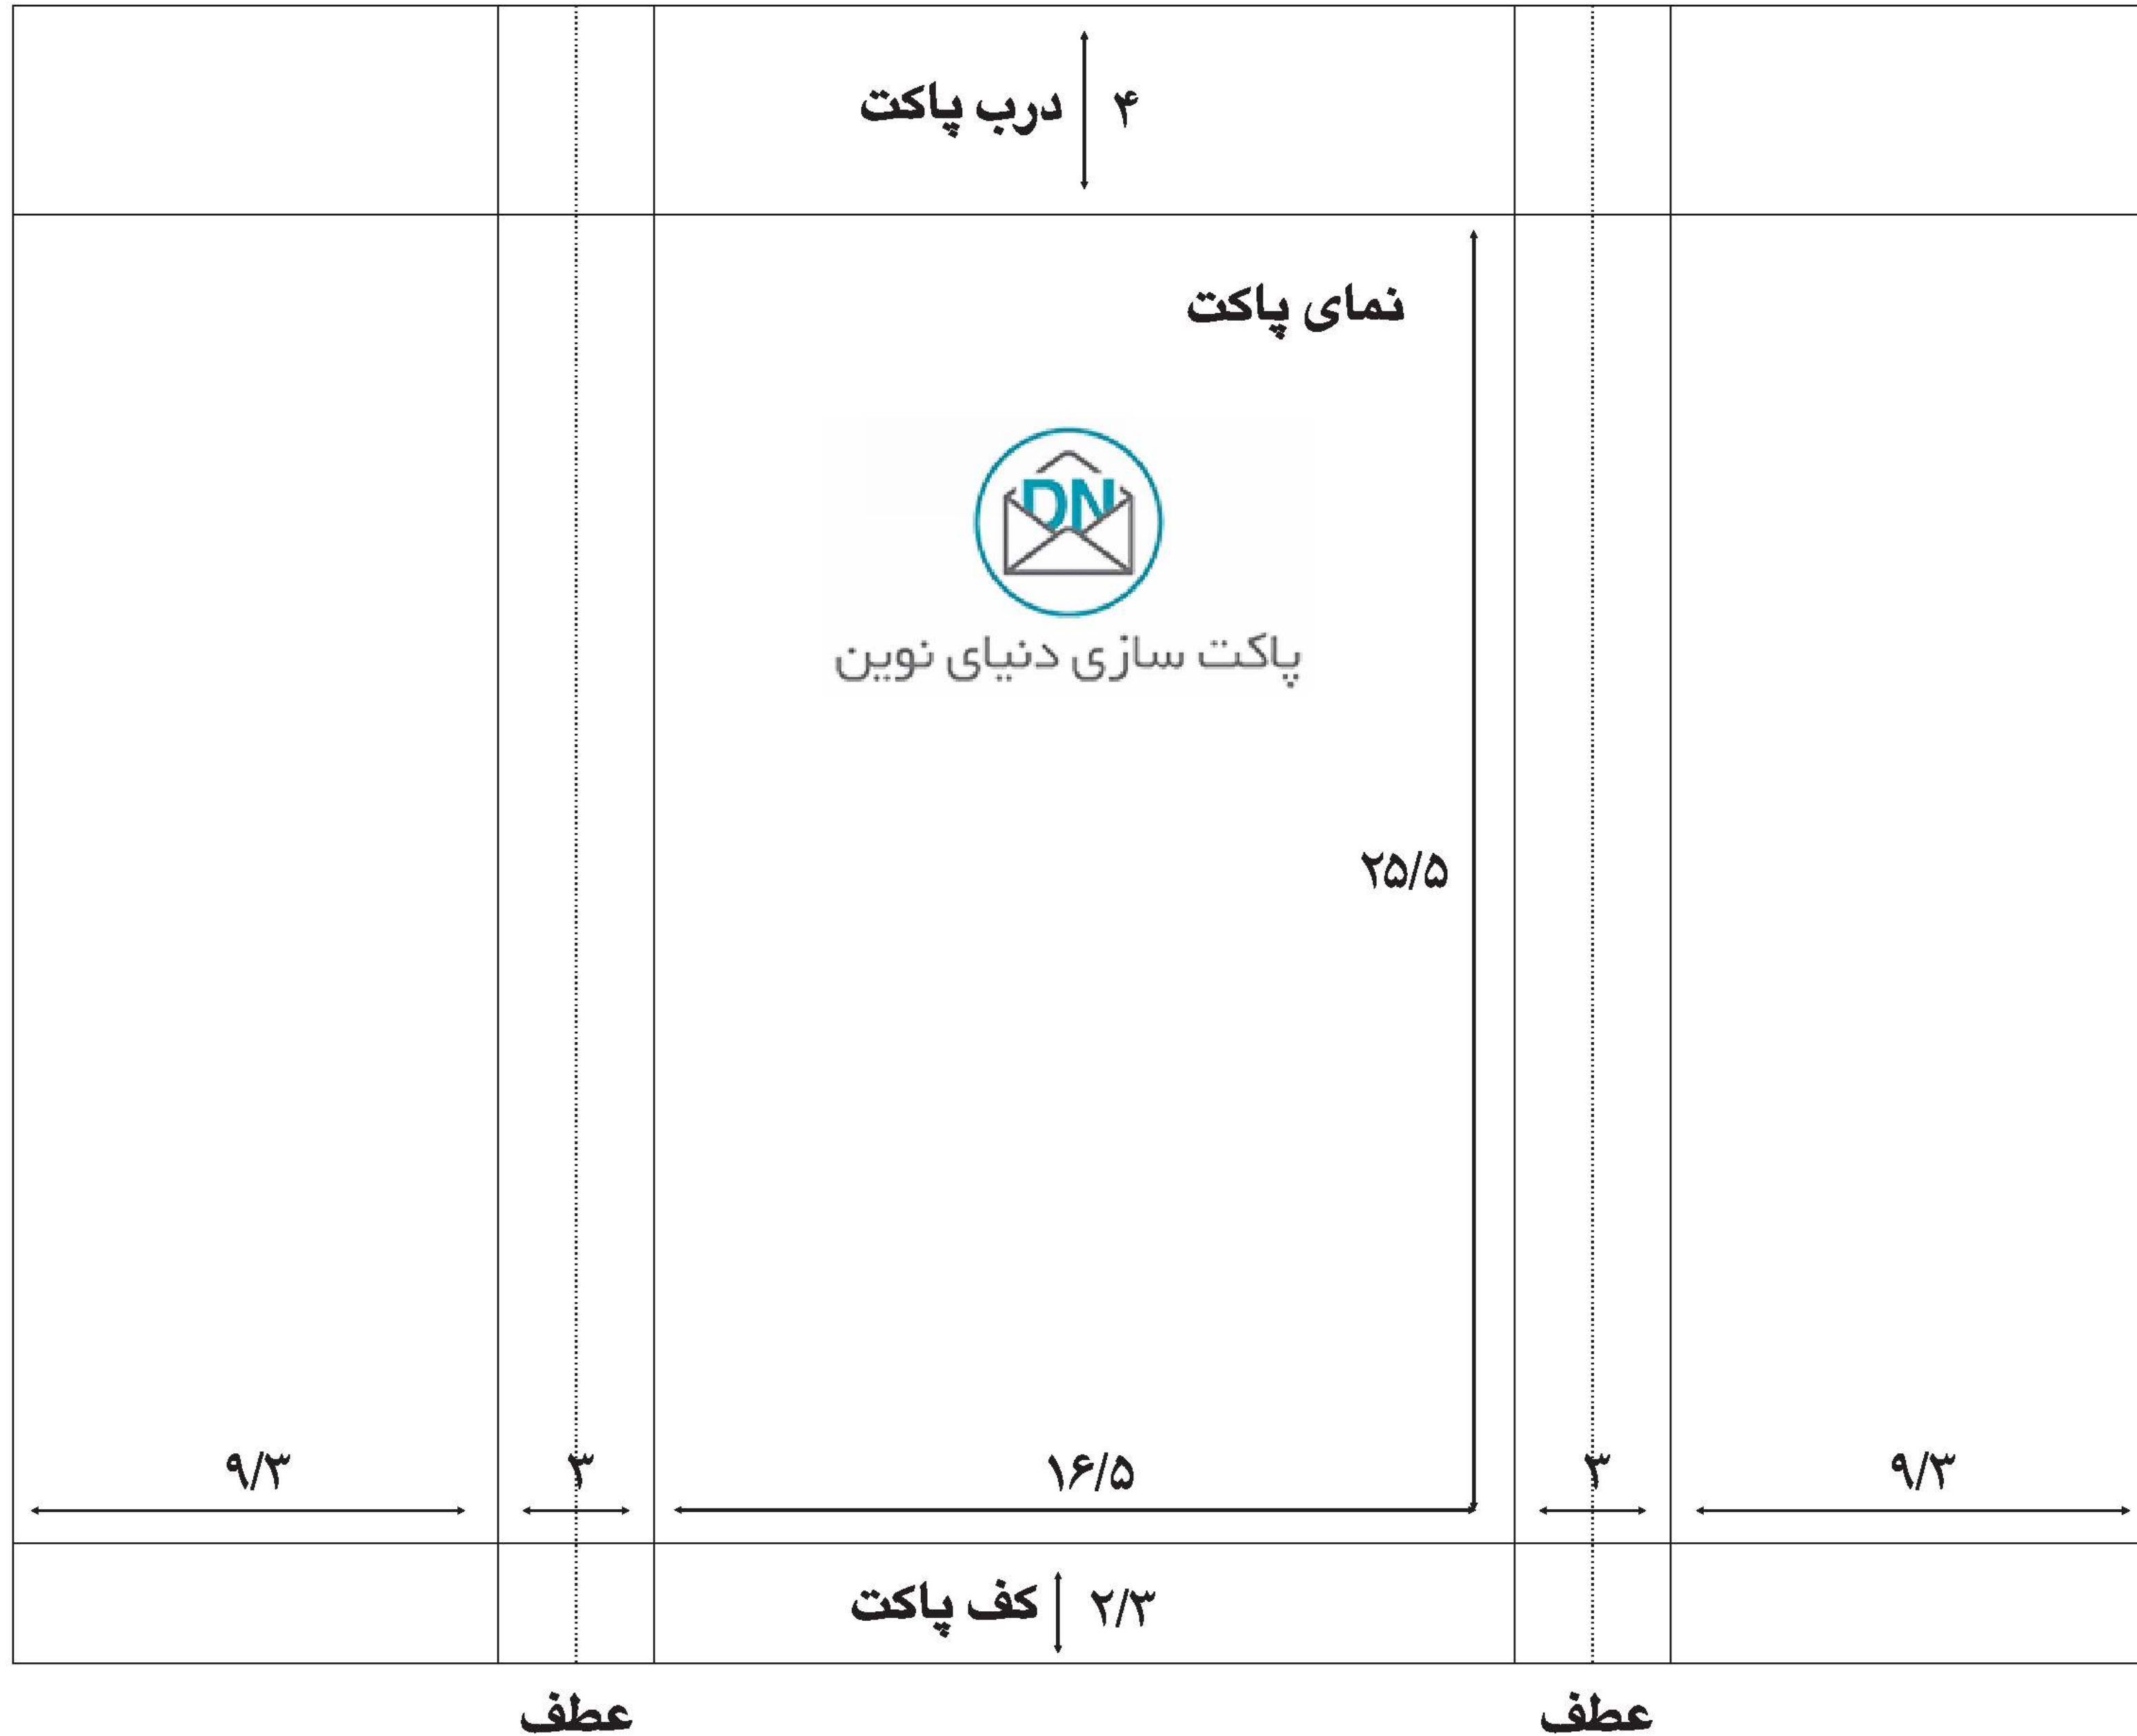 درب پاکت ۴
نمای پاکت
DN
پاکت سازی دنیای نوین
۲۵/۵
۹/۳ ۳ ۱۶/۵ ۳ ۹/۳
کف پاکت ۲/۳
عطف عطف